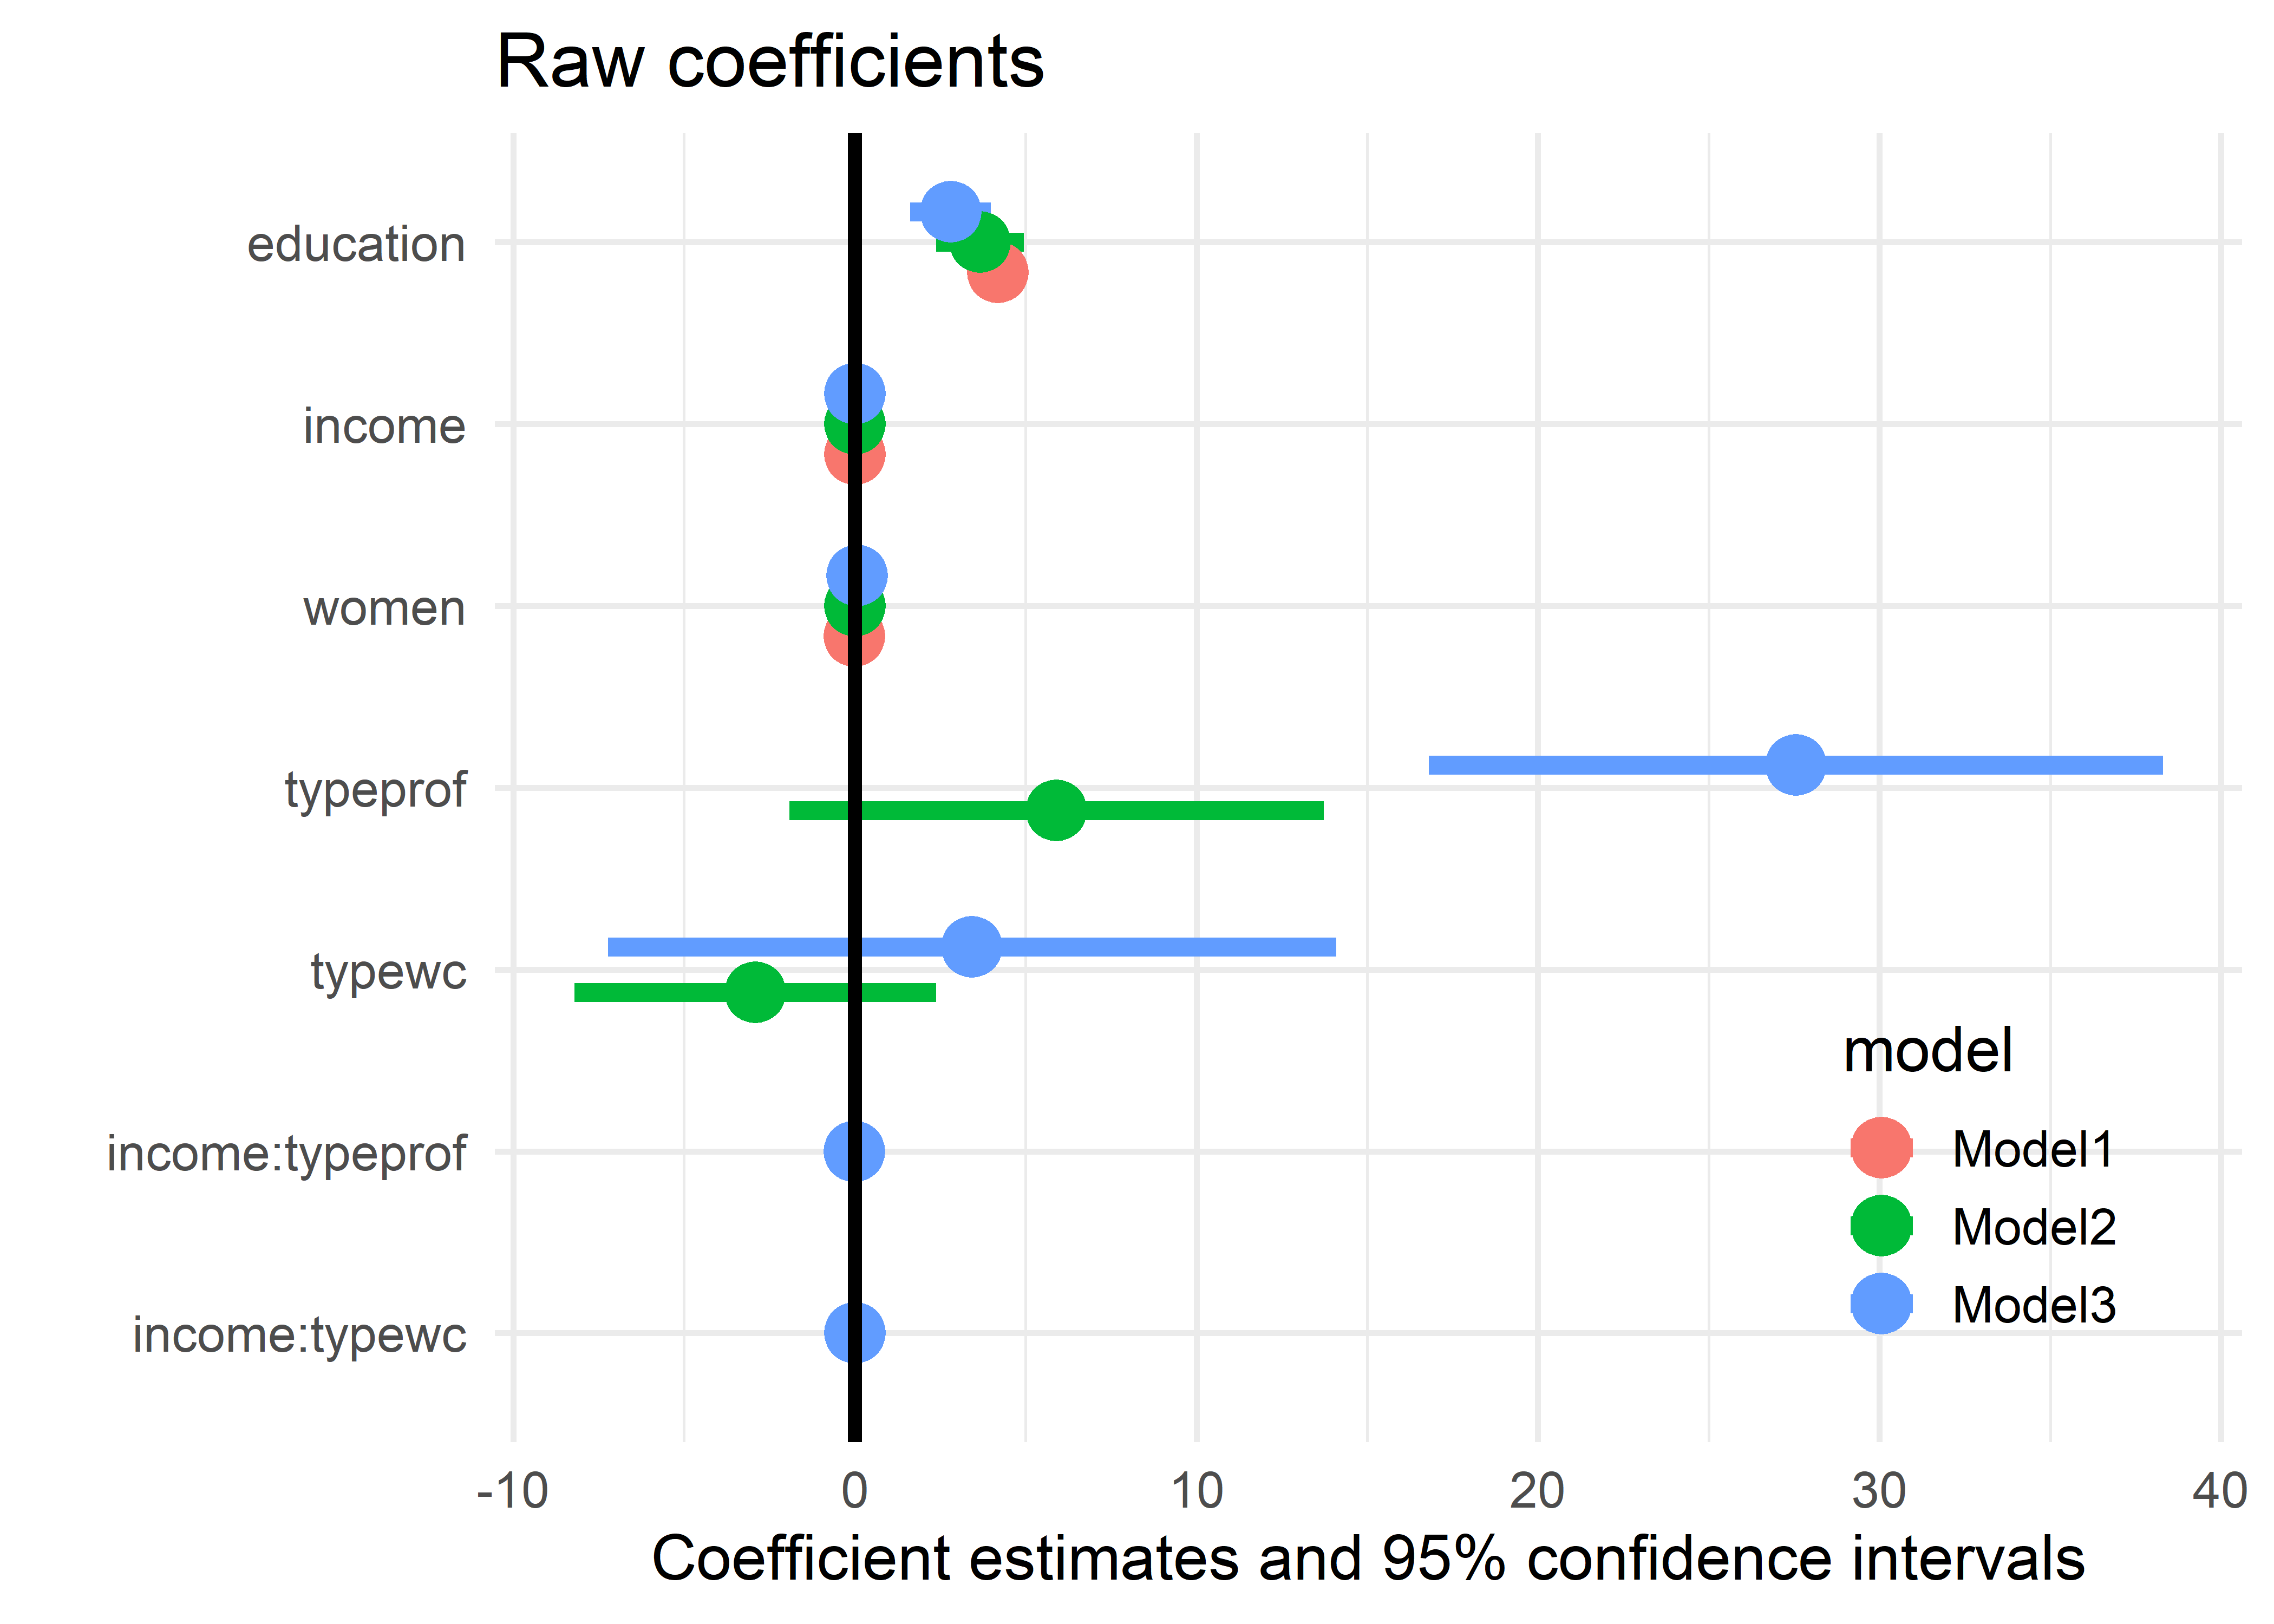 Raw coefficients
education
income
women
typeprof
typewc
income:typeprof
income:typewc
model
Model1
Model2
Model3
-10 0 10 20 30 40
Coefficient estimates and 95% confidence intervals